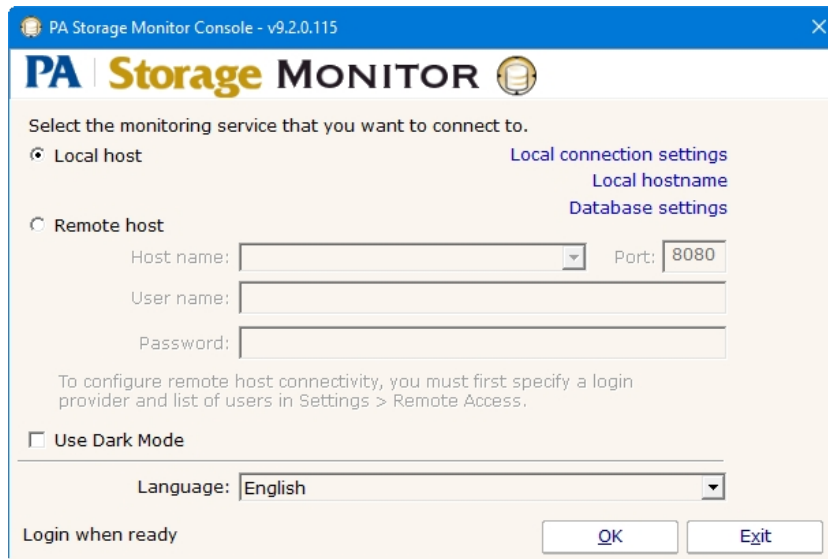 PA Storage Monitor Console - v9.2.0.115
PA Storage MONITOR
Select the monitoring service that you want to connect to.
Local host
Local connection settings
Local hostname
Database settings
Remote host
Host name:
Port: 8080
User name:
Password:
To configure remote host connectivity, you must first specify a login
provider and list of users in Settings > Remote Access.
Use Dark Mode
Language: English
Login when ready
OK
Exit